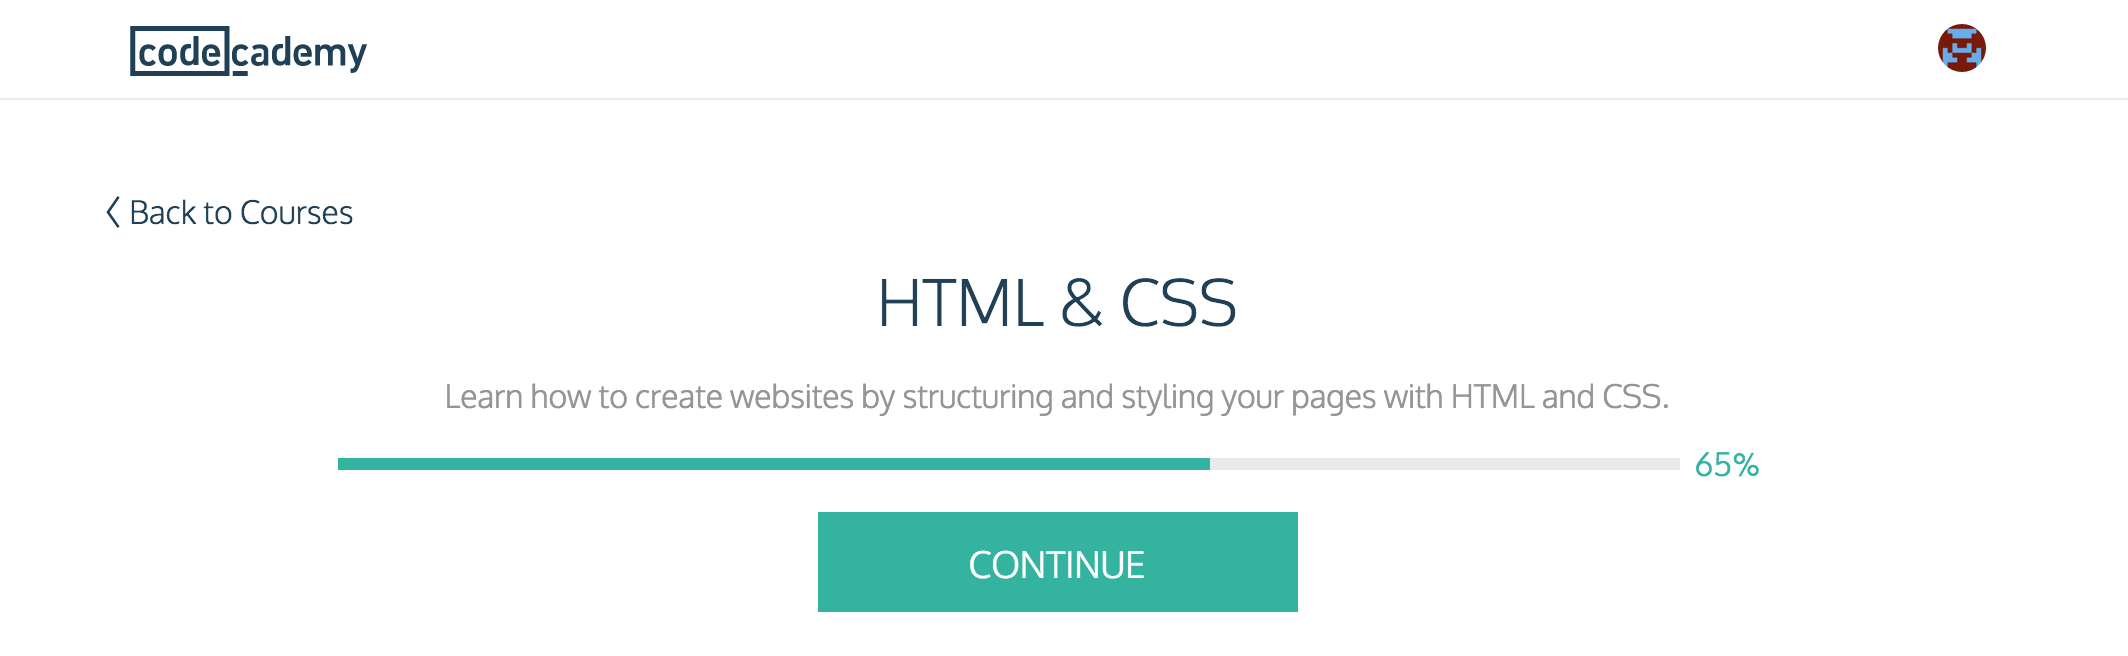 codecademy
Back to Courses
HTML & CSS
Learn how to create websites by structuring and styling your pages with HTML and CSS.
65%
CONTINUE